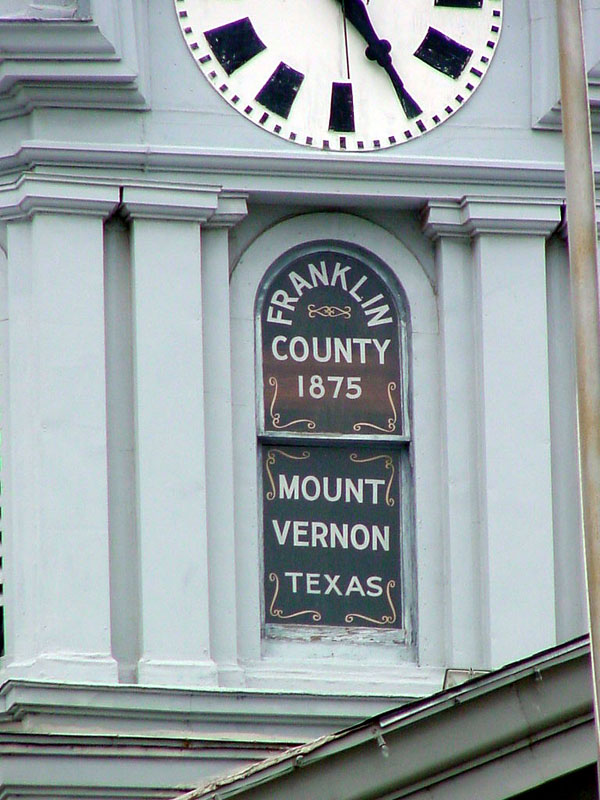 FRANKLIN
COUNTY
1875
MOUNT
VERNON
TEXAS